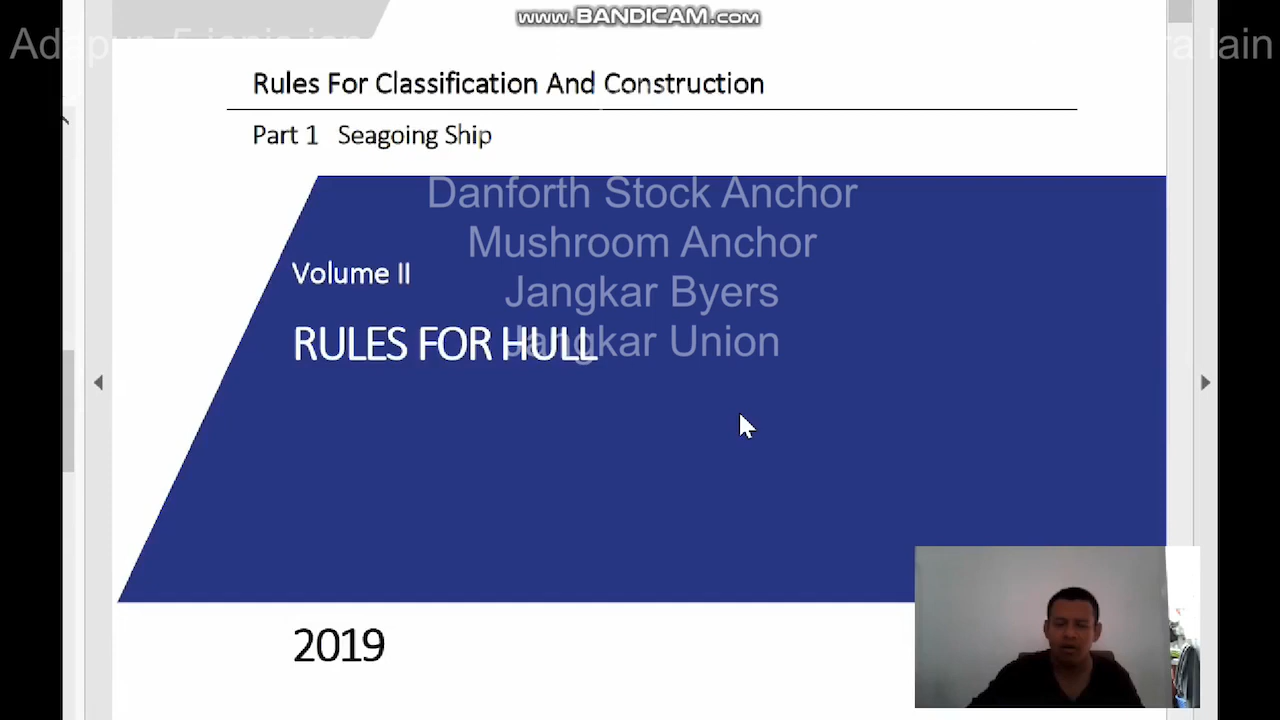 www.BANDICAM.com
lain
Rules For Classification And Construction
Part 1 Seagoing Ship
Danforth Stock Anchor
Mushroom Anchor
Volume II
Jangkar Byers
RULES FOR HULL
Jangkar Union
2019